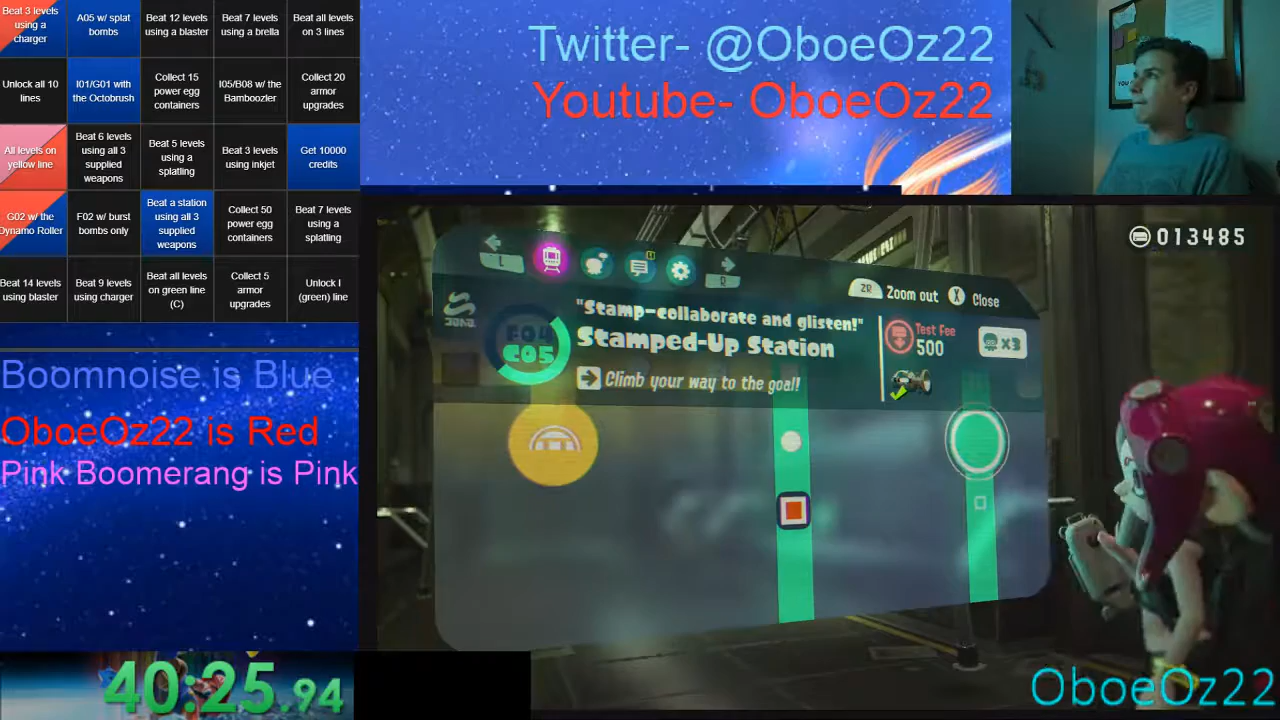 Beat 3 levels
using a
charger
A05 w/ splat
bombs
Beat 12 levels
using a blaster
Beat 7 levels
using a brella
Beat all levels
on 3 lines
Unlock all 10
lines
I01/G01 with
the Octobrush
Collect 15
power egg
containers
I05/B08 w/ the
Bamboozler
Collect 20
armor
upgrades
All levels on
yellow line
Beat 6 levels
using all 3
supplied
weapons
Beat 5 levels
using a
splatling
Beat 3 levels
using inkjet
Get 10000
credits
G02 w/ the
Dynamo Roller
F02 w/ burst
bombs only
Beat a station
using all 3
supplied
weapons
Collect 50
power egg
containers
Beat 7 levels
using a
splatling
Beat 14 levels
using blaster
Beat 9 levels
using charger
Beat all levels
on green line
(C)
Collect 5
armor
upgrades
Unlock I
(green) line
Boomnoise is Blue
OboeOz22 is Red
Pink Boomerang is Pink
40:25.94
Twitter- @OboeOz22
Youtube- OboeOz22
013485
L
R
ZR Zoom out
X Close
"Stamp-collaborate and glisten!"
Stamped-Up Station
Climb your way to the goal!
F04
C05
Test Fee
500
x3
OboeOz22